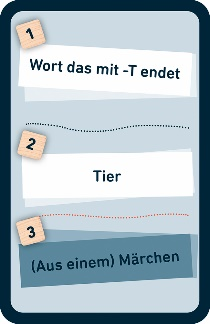 1
Wort das mit -T endet
2
Tier
3
(Aus einem) Märchen